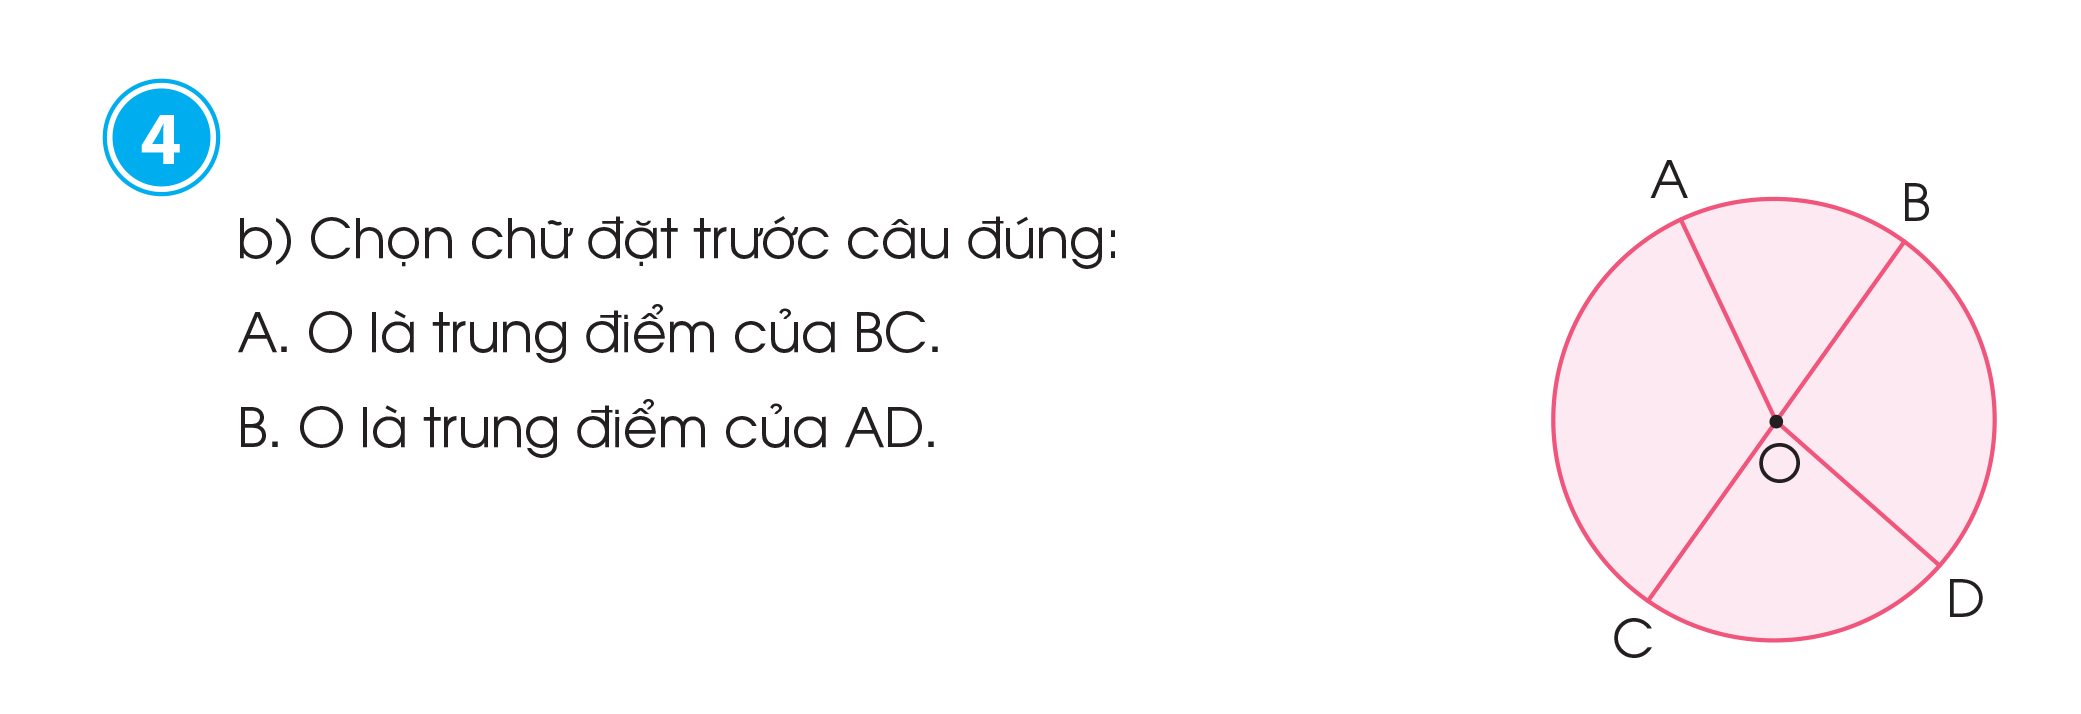 4
b) Chọn chữ đặt trước câu đúng:
A. O là trung điểm của BC.
B. O là trung điểm của AD.
A
B
O
C
D